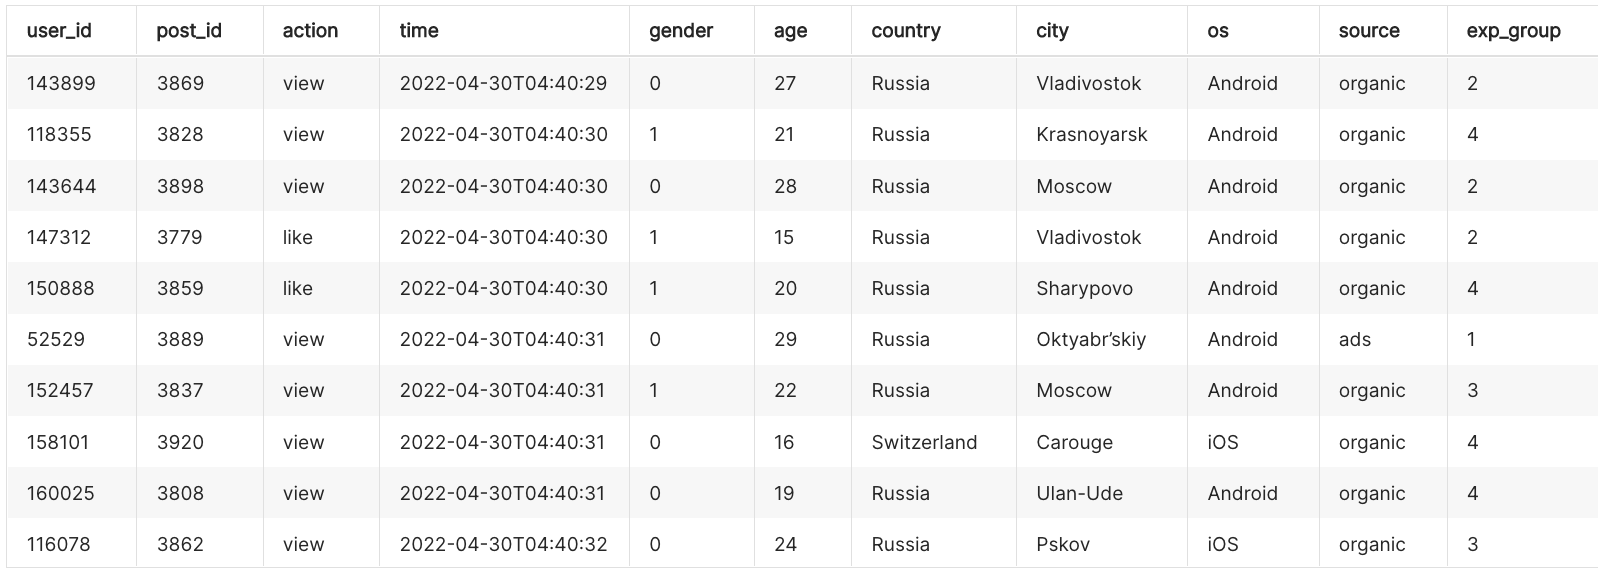 user_id post_id action time gender age country city os source exp_group
143899 3869 view 2022-04-30T04:40:29 0 27 Russia Vladivostok Android organic 2
118355 3828 view 2022-04-30T04:40:30 1 21 Russia Krasnoyarsk Android organic 4
143644 3898 view 2022-04-30T04:40:30 0 28 Russia Moscow Android organic 2
147312 3779 like 2022-04-30T04:40:30 1 15 Russia Vladivostok Android organic 2
150888 3859 like 2022-04-30T04:40:30 1 20 Russia Sharypovo Android organic 4
52529 3889 view 2022-04-30T04:40:31 0 29 Russia Oktyabr’skiy Android ads 1
152457 3837 view 2022-04-30T04:40:31 1 22 Russia Moscow Android organic 3
158101 3920 view 2022-04-30T04:40:31 0 16 Switzerland Carouge iOS organic 4
160025 3808 view 2022-04-30T04:40:31 0 19 Russia Ulan-Ude Android organic 4
116078 3862 view 2022-04-30T04:40:32 0 24 Russia Pskov iOS organic 3